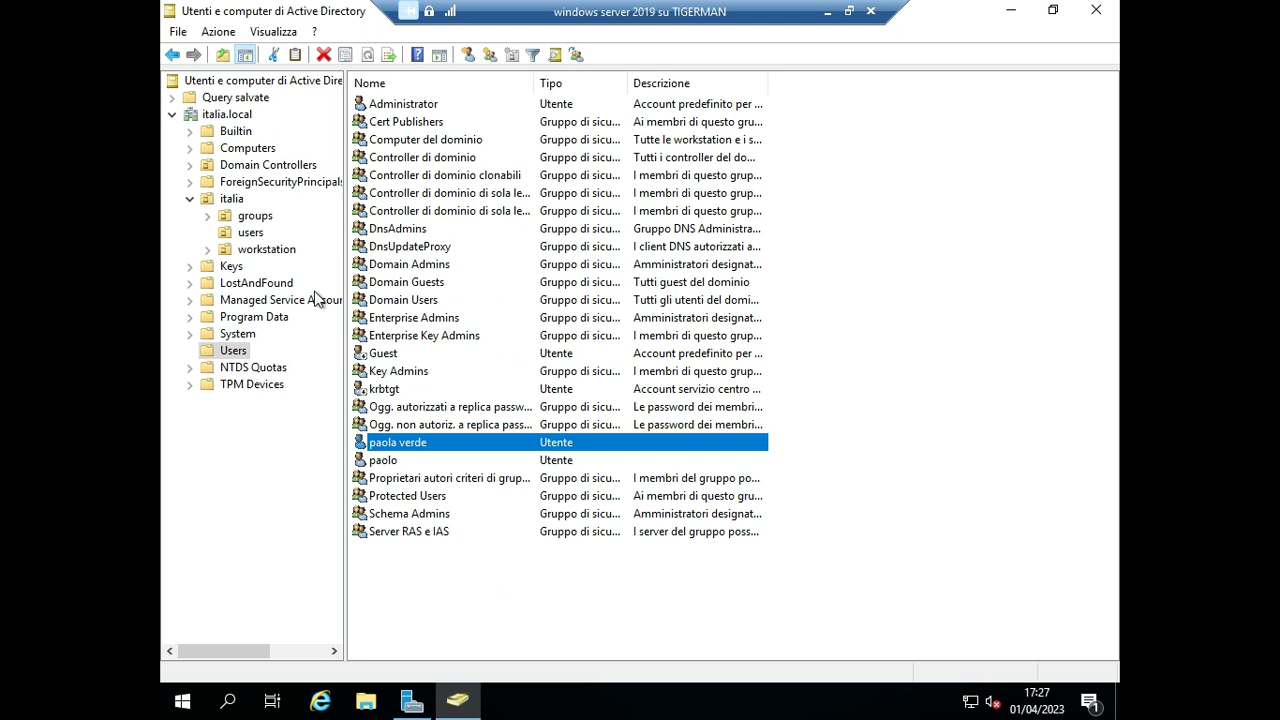 Utenti e computer di Active Directory
windows server 2019 su TIGERMAN
File Azione Visualizza ?
Utenti e computer di Active Dire
Query salvate
italia.local
Builtin
Computers
Domain Controllers
ForeignSecurityPrincipals
italia
groups
users
workstation
Keys
LostAndFound
Managed Service
Program Data
System
Users
NTDS Quotas
TPM Devices
Nome Tipo Descrizione
Administrator Utente Account predefinito per ...
Cert Publishers Gruppo di sicu... Ai membri di questo gru...
Computer del dominio Gruppo di sicu... Tutte le workstation e i s...
Controller di dominio Gruppo di sicu... Tutti i controller del do...
Controller di dominio clonabili Gruppo di sicu... I membri di questo grup...
Controller di dominio di sola le... Gruppo di sicu... I membri di questo grup...
Controller di dominio di sola le... Gruppo di sicu... I membri di questo grup...
DnsAdmins Gruppo di sicu... Gruppo DNS Administra...
DnsUpdateProxy Gruppo di sicu... I client DNS autorizzati a...
Domain Admins Gruppo di sicu... Amministratori designat...
Domain Guests Gruppo di sicu... Tutti guest del dominio
Domain Users Gruppo di sicu... Tutti gli utenti del domi...
Enterprise Admins Gruppo di sicu... Amministratori designat...
Enterprise Key Admins Gruppo di sicu... I membri di questo grup...
Guest Utente Account predefinito per ...
Key Admins Gruppo di sicu... I membri di questo grup...
krbtgt Utente Account servizio centro ...
Ogg. autorizzati a replica passw... Gruppo di sicu... Le password dei membri...
Ogg. non autoriz. a replica pass... Gruppo di sicu... Le password dei membri...
paola verde Utente
paolo Utente
Proprietari autori criteri di grup... Gruppo di sicu... I membri del gruppo po...
Protected Users Gruppo di sicu... Ai membri di questo gru...
Schema Admins Gruppo di sicu... Amministratori designat...
Server RAS e IAS Gruppo di sicu... I server del gruppo poss...
17:27
01/04/2023
1